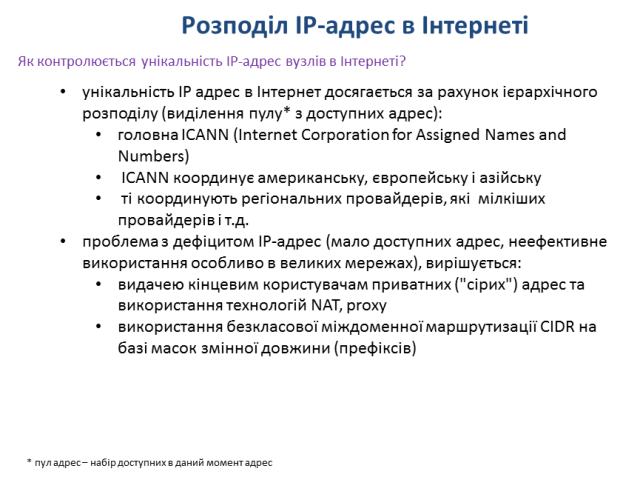 Розподіл IP-адрес в Інтернеті
Як контролюється унікальність IP-адрес вузлів в Інтернеті?
• унікальність IP адрес в Інтернет досягається за рахунок ієрархічного
розподілу (виділення пулу* з доступних адрес):
• головна ICANN (Internet Corporation for Assigned Names and
Numbers)
• ICANN координує американську, європейську і азійську
• ті координують регіональних провайдерів, які мілкіших
провайдерів і т.д.
• проблема з дефіцитом IP-адрес (мало доступних адрес, неефективне
використання особливо в великих мережах), вирішується:
• видачею кінцевим користувачам приватних ("сірих") адрес та
використання технологій NAT, proxy
• використання безкласової міждоменної маршрутизації CIDR на
базі масок змінної довжини (префіксів)
* пул адрес – набір доступних в даний момент адрес